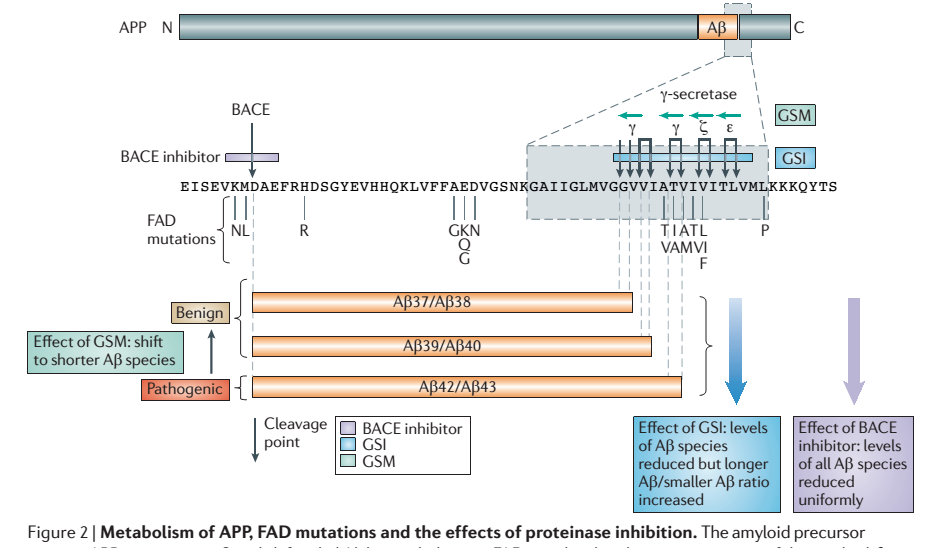 APP N Aβ C
γ-secretase
BACE
GSM
γ γ ζ ε
BACE inhibitor
GSI
EISEVKMDAEFRHDSGYEVHHQKLVFFAEDVGSNKGAIIGLMVGGVVIATVIVITLVMLKKKQYTS
FAD
mutations
NL R GKN TIATL P
Q VAMVI
G F
Benign
Aβ37/Aβ38
Effect of GSM: shift
to shorter Aβ species
Aβ39/Aβ40
Pathogenic
Aβ42/Aβ43
Cleavage
point
BACE inhibitor
GSI
GSM
Effect of GSI: levels
of Aβ species
reduced but longer
Aβ/smaller Aβ ratio
increased
Effect of BACE
inhibitor: levels
of all Aβ species
reduced
uniformly
Figure 2 | Metabolism of APP, FAD mutations and the effects of proteinase inhibition. The amyloid precursor